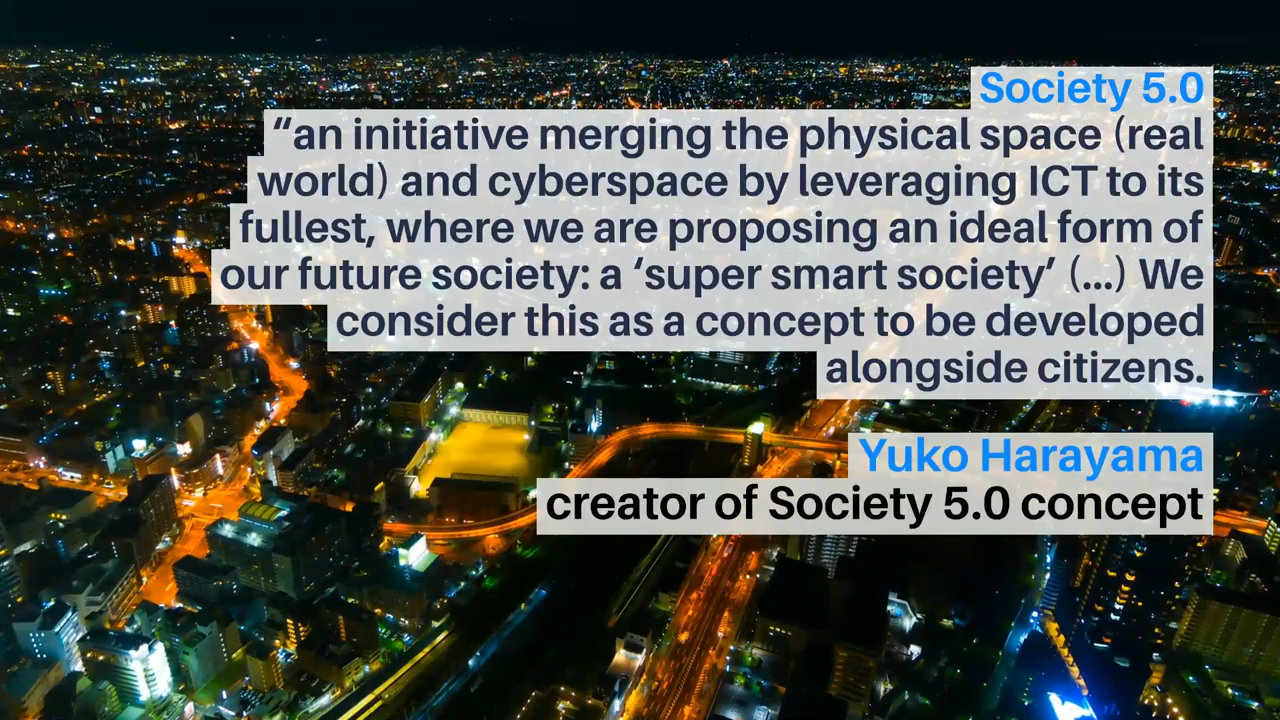 Society 5.0
“an initiative merging the physical space (real
world) and cyberspace by leveraging ICT to its
fullest, where we are proposing an ideal form of
our future society: a ‘super smart society’ (...) We
consider this as a concept to be developed
alongside citizens.
Yuko Harayama
creator of Society 5.0 concept